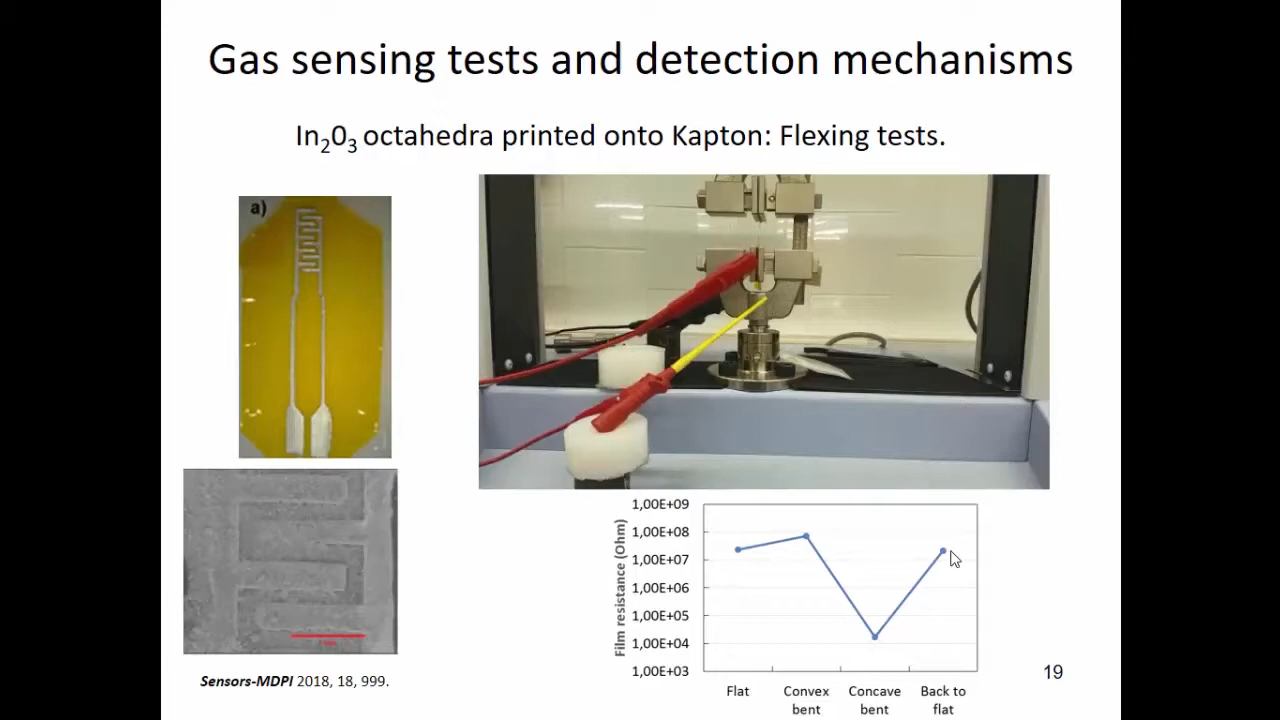 Gas sensing tests and detection mechanisms
In₂0₃ octahedra printed onto Kapton: Flexing tests.
a)
Sensors-MDPI 2018, 18, 999.
Film resistance (Ohm)
1,00E+09
1,00E+08
1,00E+07
1,00E+06
1,00E+05
1,00E+04
1,00E+03
Flat
Convex bent
Concave bent
Back to flat
19